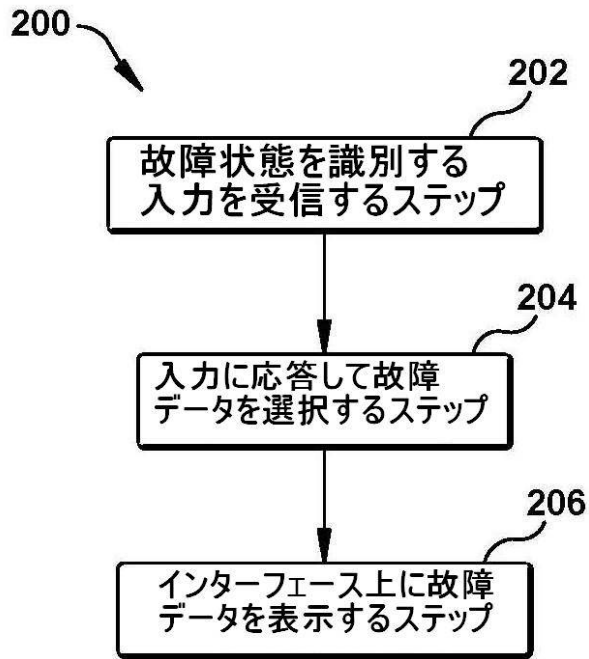 200
202
故障状態を識別する
入力を受信するステップ
204
入力に応答して故障
データを選択するステップ
206
インターフェース上に故障
データを表示するステップ